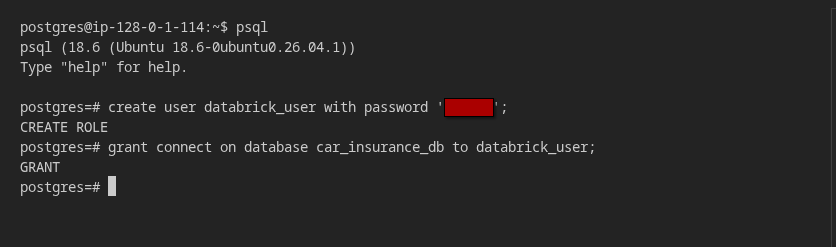 postgres@ip-128-0-1-114:~$ psql
psql (18.6 (Ubuntu 18.6-0ubuntu0.26.04.1))
Type "help" for help.
postgres=# create user databrick_user with password '';
CREATE ROLE
postgres=# grant connect on database car_insurance_db to databrick_user;
GRANT
postgres=#